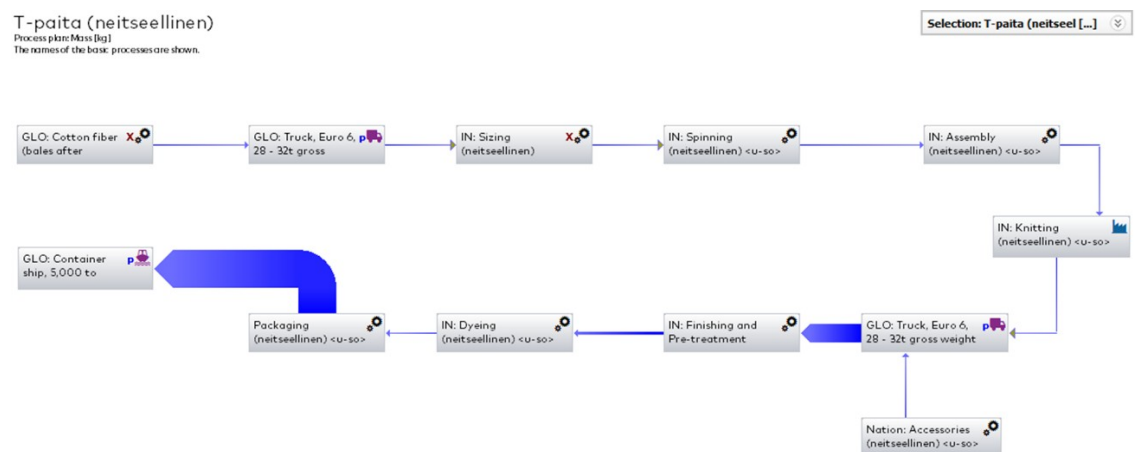 T-paita (neitseellinen)
Process plan: Mass [kg]
The names of the basic processes are shown.
Selection: T-paita (neitseel [...]
GLO: Cotton fiber
(bales after
X
GLO: Truck, Euro 6,
28 - 32t gross
p
IN: Sizing
(neitseellinen)
X
IN: Spinning
(neitseellinen) <u-so>
IN: Assembly
(neitseellinen) <u-so>
IN: Knitting
(neitseellinen) <u-so>
GLO: Container
ship, 5,000 to
p
Packaging
(neitseellinen) <u-so>
IN: Dyeing
(neitseellinen) <u-so>
IN: Finishing and
Pre-treatment
GLO: Truck, Euro 6,
28 - 32t gross weight
p
Nation: Accessories
(neitseellinen) <u-so>